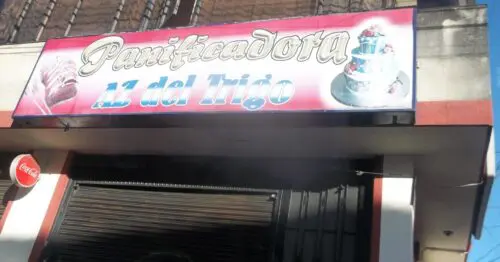 Panificadora
AZ del Trigo
Coca-Cola